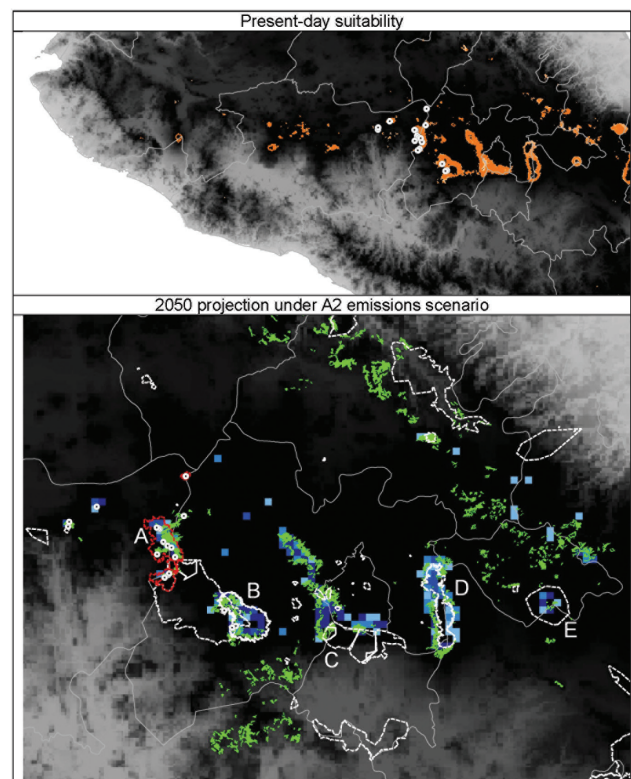 Present-day suitability
2050 projection under A2 emissions scenario
A
B
C
D
E